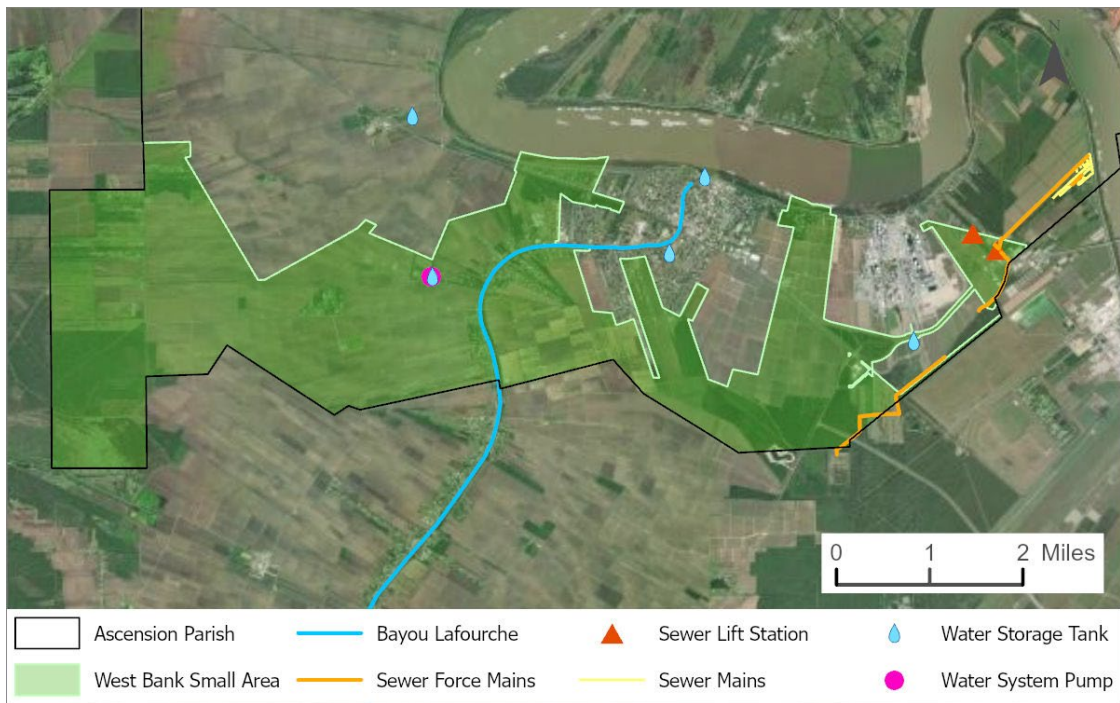 N
0 1 2 Miles
Ascension Parish Bayou Lafourche Sewer Lift Station Water Storage Tank
West Bank Small Area Sewer Force Mains Sewer Mains Water System Pump